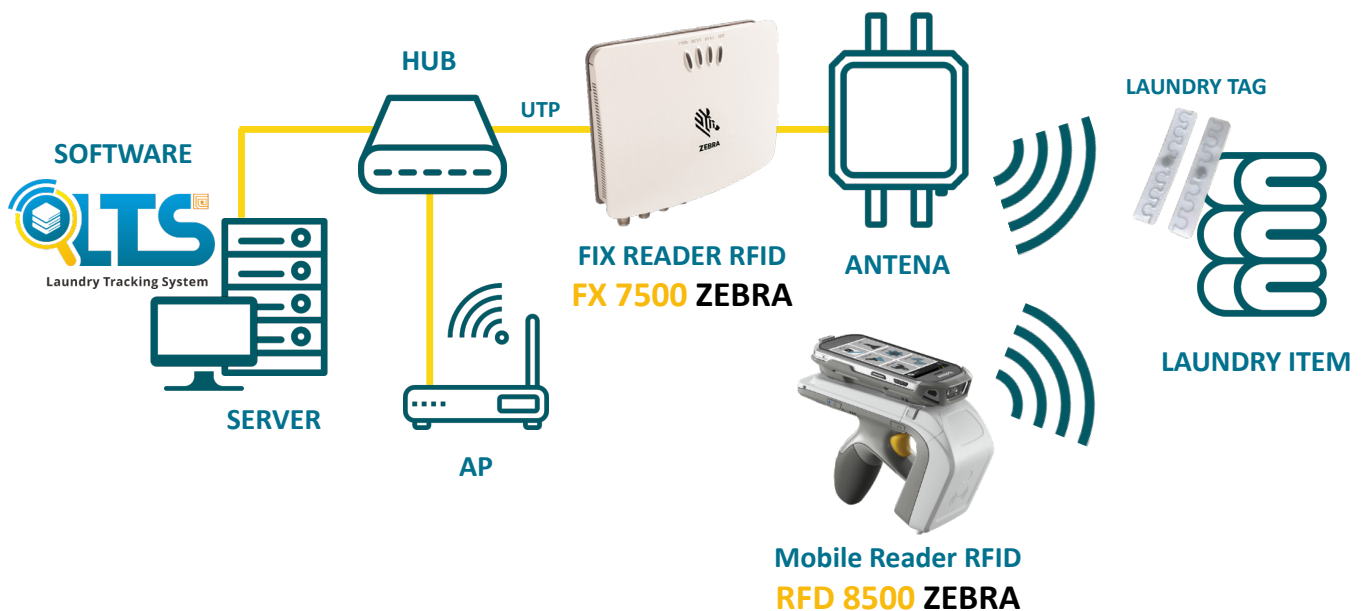 HUB
UTP
ZEBRA
LAUNDRY TAG
SOFTWARE
QLTS
Laundry Tracking System
SERVER
AP
FIX READER RFID
FX 7500 ZEBRA
ANTENA
LAUNDRY ITEM
Mobile Reader RFID
RFD 8500 ZEBRA